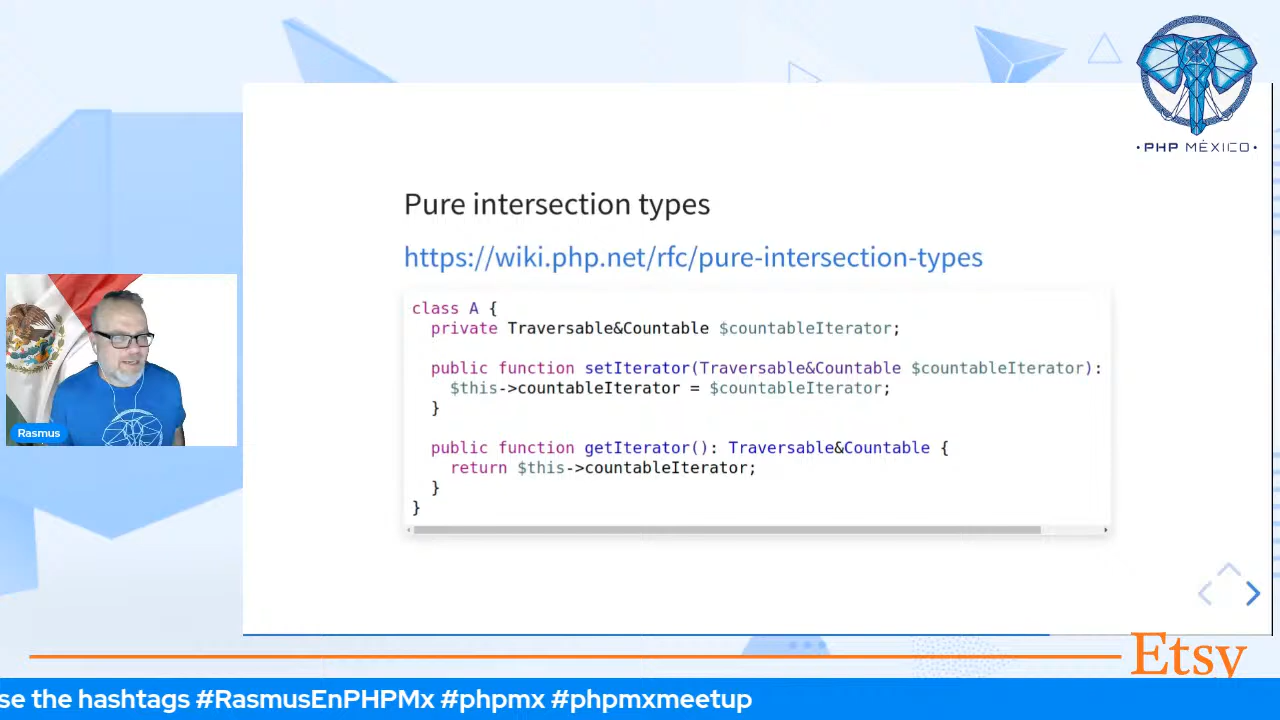 • PHP MÉXICO •
Pure intersection types
https://wiki.php.net/rfc/pure-intersection-types
class A {
  private Traversable&Countable $countableIterator;
  public function setIterator(Traversable&Countable $countableIterator):
    $this->countableIterator = $countableIterator;
  }
  public function getIterator(): Traversable&Countable {
    return $this->countableIterator;
  }
}
Rasmus
Etsy
se the hashtags #RasmusEnPHPMx #phpmx #phpmxmeetup